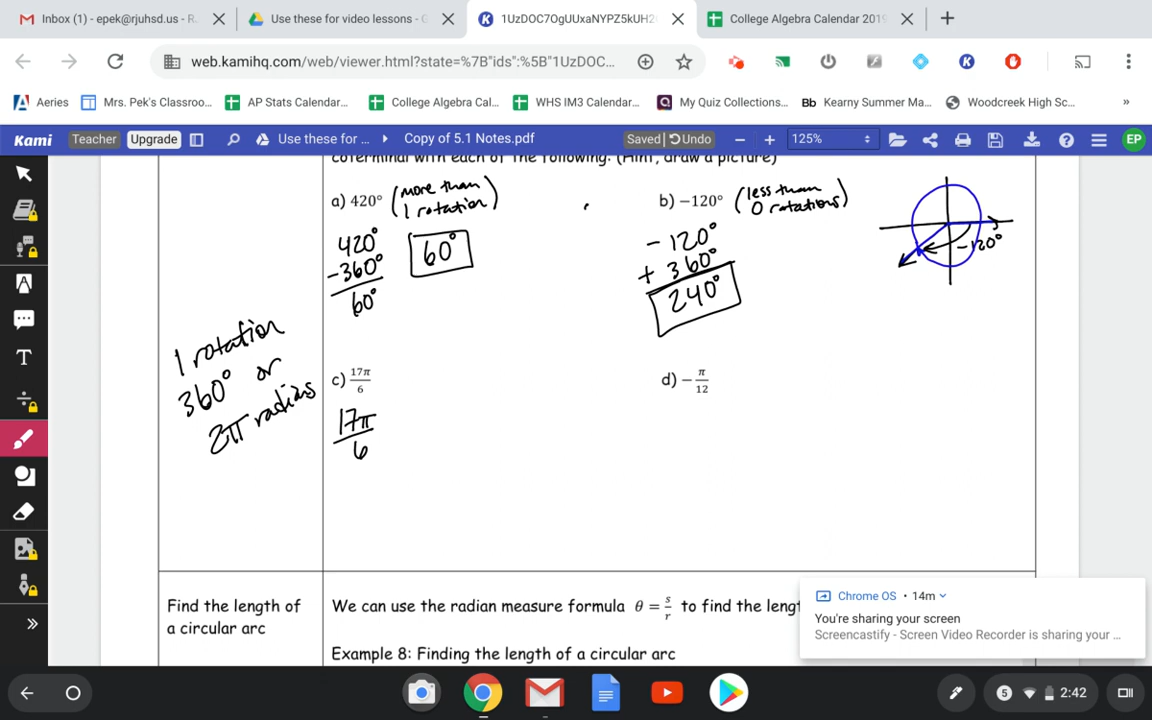 Inbox (1) - epek@rjuhsd.us - R
Use these for video lessons - G
1UzDOC7OgUUxaNYPZ5kUH2
College Algebra Calendar 2019
web.kamihq.com/web/viewer.html?state=%7B"ids":%5B"1UzDOC...
Aeries
Mrs. Pek's Classroo...
AP Stats Calendar...
College Algebra Cal...
WHS IM3 Calendar...
My Quiz Collections...
Bb Kearny Summer Ma...
Woodcreek High Sc...
»
Kami
Teacher
Upgrade
Use these for ...
Copy of 5.1 Notes.pdf
Saved
Undo
125%
EP
coterminal with each of the following: (Hint, draw a picture)
a) 420° (more than
1 rotation)
b) −120° (less than
0 rotations)
420°
-360°
60°
60°
-120°
+ 360°
240°
-120°
1 rotation
360° or
2π radians
c) 17π/6
d) −π/12
17π
6
Find the length of
a circular arc
We can use the radian measure formula θ = s/r to find the leng
Example 8: Finding the length of a circular arc
Chrome OS • 14m
You're sharing your screen
Screencastify - Screen Video Recorder is sharing your ...
5
2:42